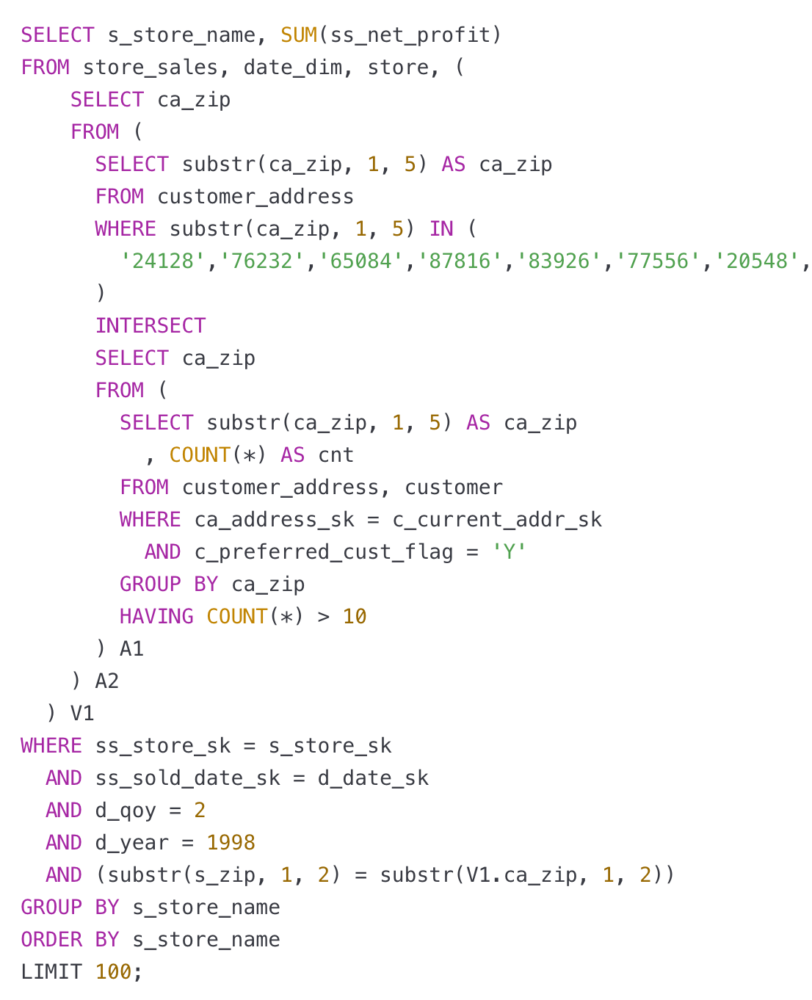 SELECT s_store_name, SUM(ss_net_profit)
FROM store_sales, date_dim, store, (
    SELECT ca_zip
    FROM (
      SELECT substr(ca_zip, 1, 5) AS ca_zip
      FROM customer_address
      WHERE substr(ca_zip, 1, 5) IN (
        '24128','76232','65084','87816','83926','77556','20548',
      )
      INTERSECT
      SELECT ca_zip
      FROM (
        SELECT substr(ca_zip, 1, 5) AS ca_zip
          , COUNT(*) AS cnt
        FROM customer_address, customer
        WHERE ca_address_sk = c_current_addr_sk
          AND c_preferred_cust_flag = 'Y'
        GROUP BY ca_zip
        HAVING COUNT(*) > 10
      ) A1
    ) A2
  ) V1
WHERE ss_store_sk = s_store_sk
  AND ss_sold_date_sk = d_date_sk
  AND d_qoy = 2
  AND d_year = 1998
  AND (substr(s_zip, 1, 2) = substr(V1.ca_zip, 1, 2))
GROUP BY s_store_name
ORDER BY s_store_name
LIMIT 100;